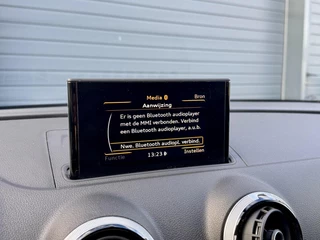 Media
Bron
Aanwijzing
Er is geen Bluetooth audioplayer
met de MMI verbonden. Verbind
een Bluetooth audioplayer, a.u.b.
Nwe. Bluetooth audiopl. verbind.
Functie
13:23
Instellen